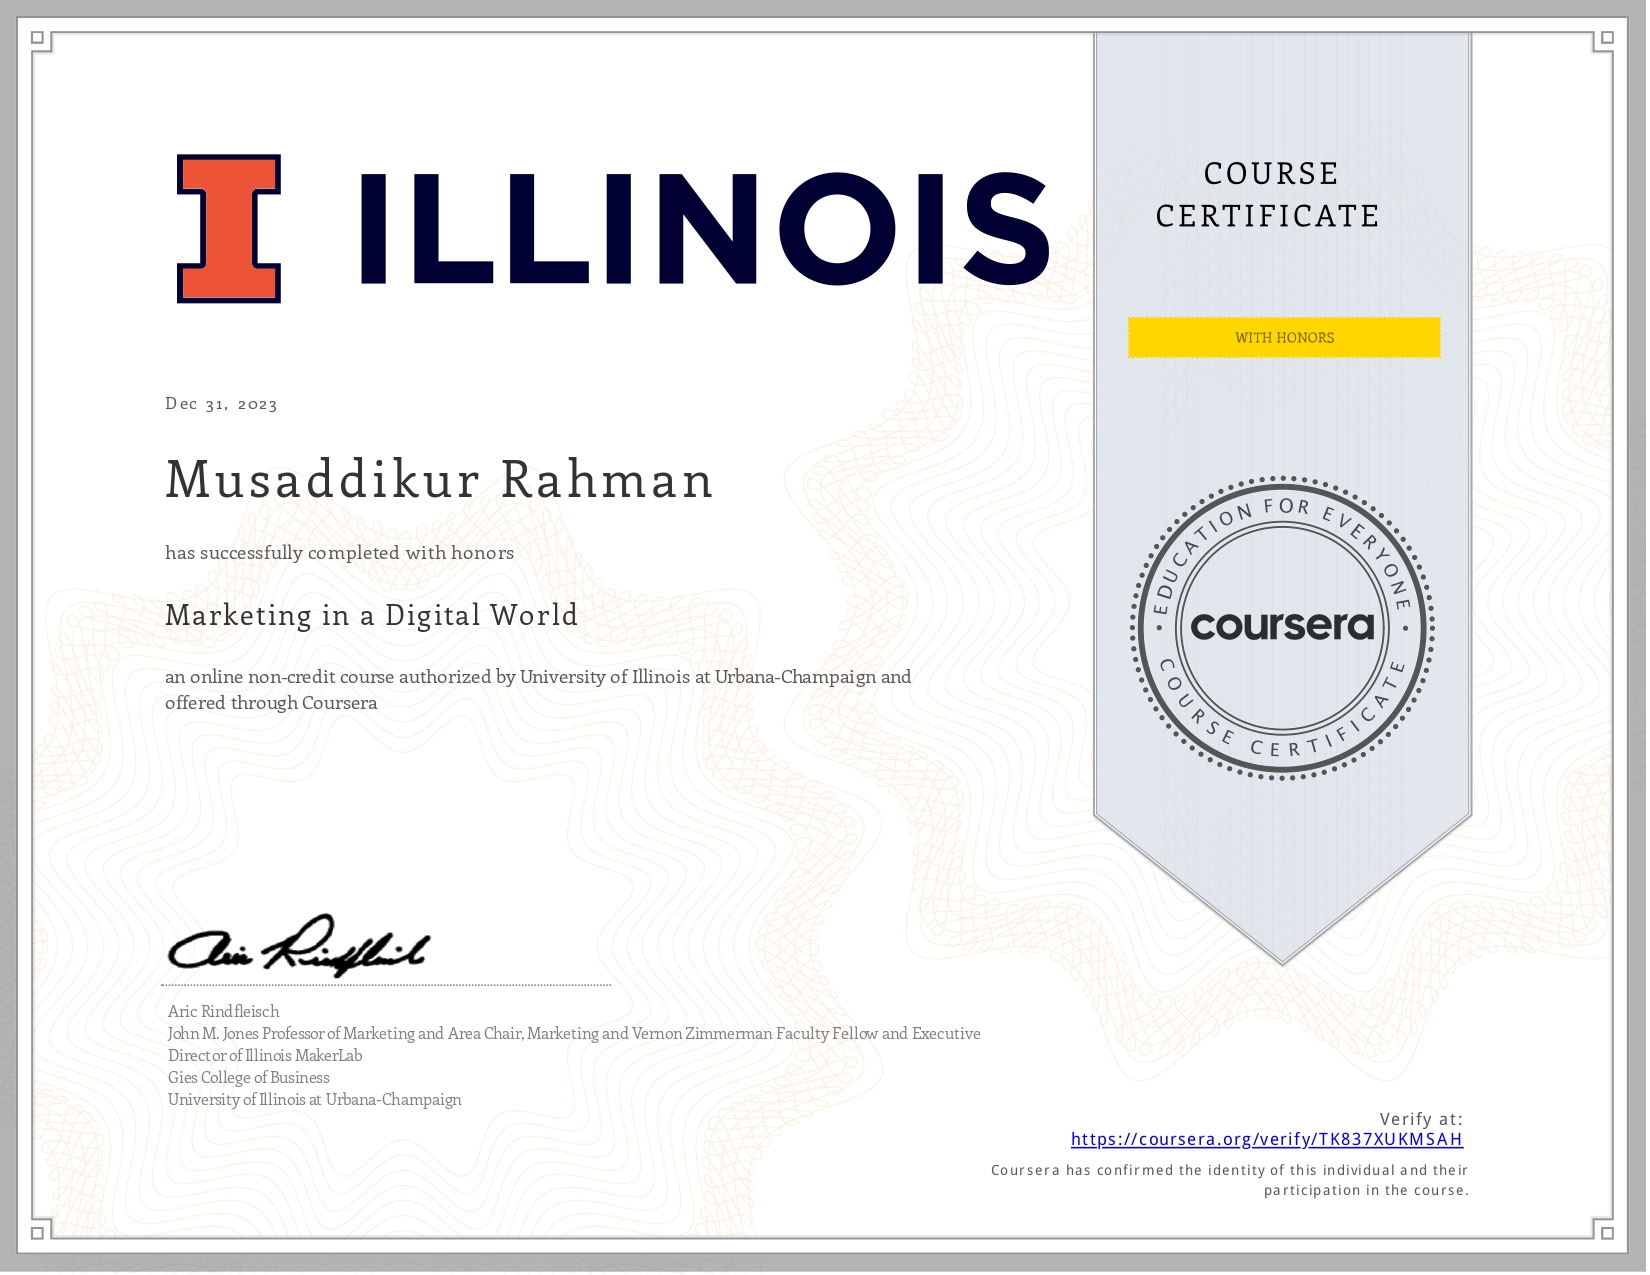 ILLINOIS
COURSE
CERTIFICATE
WITH HONORS
Dec 31, 2023
Musaddikur Rahman
has successfully completed with honors
Marketing in a Digital World
an online non-credit course authorized by University of Illinois at Urbana-Champaign and
offered through Coursera
EDUCATION FOR EVERYONE
coursera
COURSE CERTIFICATE
Aric Rindfleisch
Aric Rindfleisch
John M. Jones Professor of Marketing and Area Chair, Marketing and Vernon Zimmerman Faculty Fellow and Executive
Director of Illinois MakerLab
Gies College of Business
University of Illinois at Urbana-Champaign
Verify at:
https://coursera.org/verify/TK837XUKMSAH
Coursera has confirmed the identity of this individual and their
participation in the course.